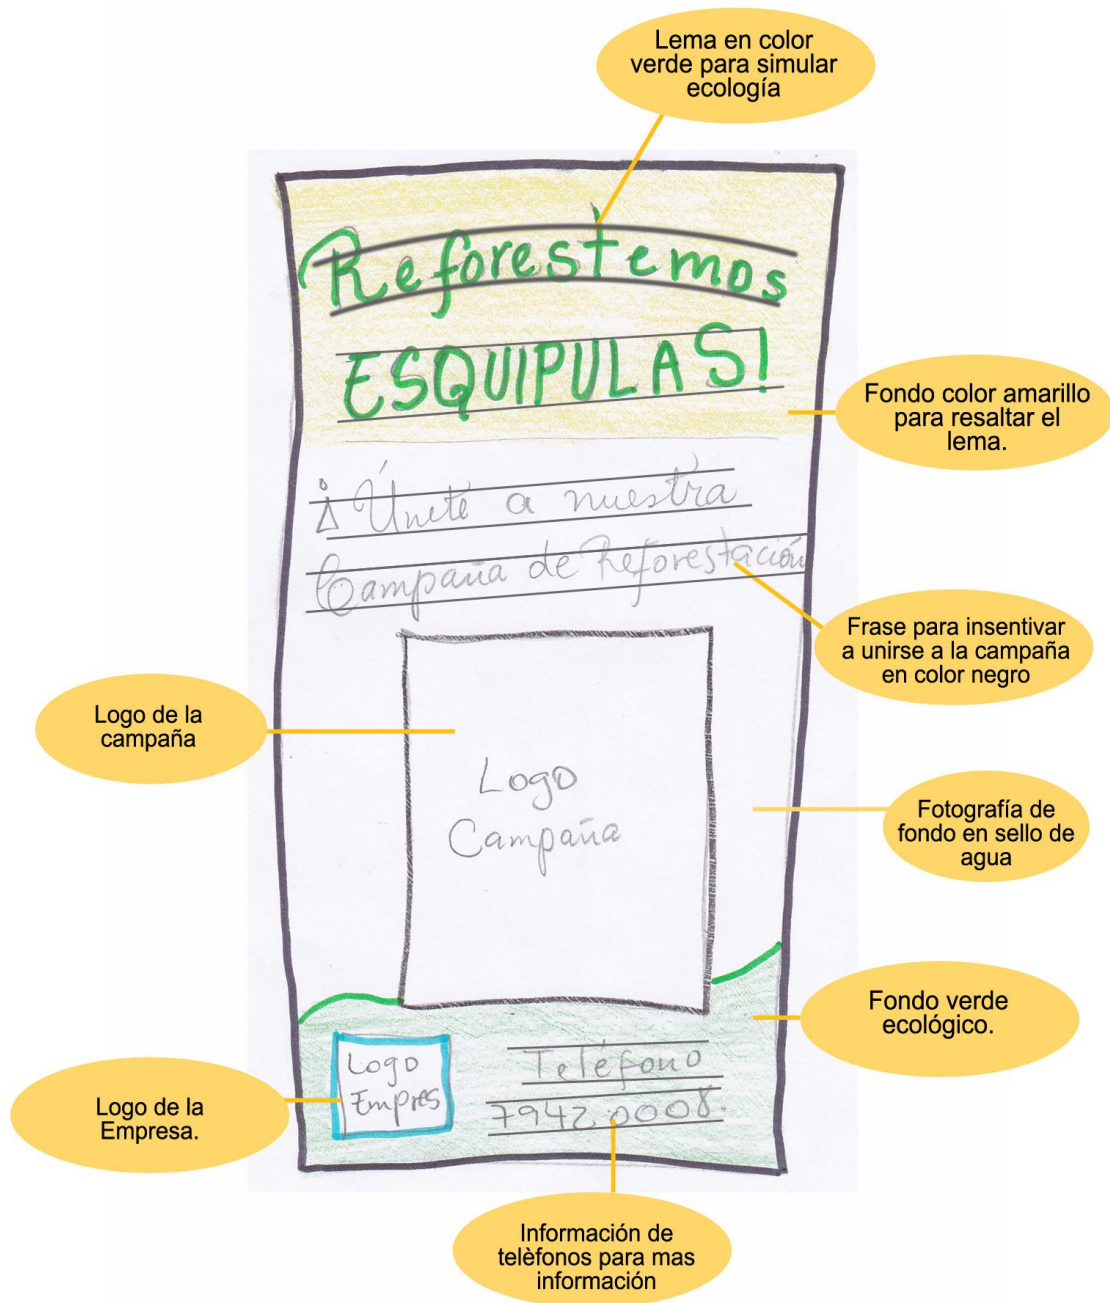 Lema en color
verde para simular
ecología
Reforestemos
ESQUIPULAS!
Fondo color amarillo
para resaltar el
lema.
¡Únete a nuestra
Campaña de Reforestación
Frase para insentivar
a unirse a la campaña
en color negro
Logo de la
campaña
Logo
Campaña
Fotografía de
fondo en sello de
agua
Fondo verde
ecológico.
Logo de la
Empresa.
Logo
Empres
Teléfono
7942 0008.
Información de
telèfonos para mas
información